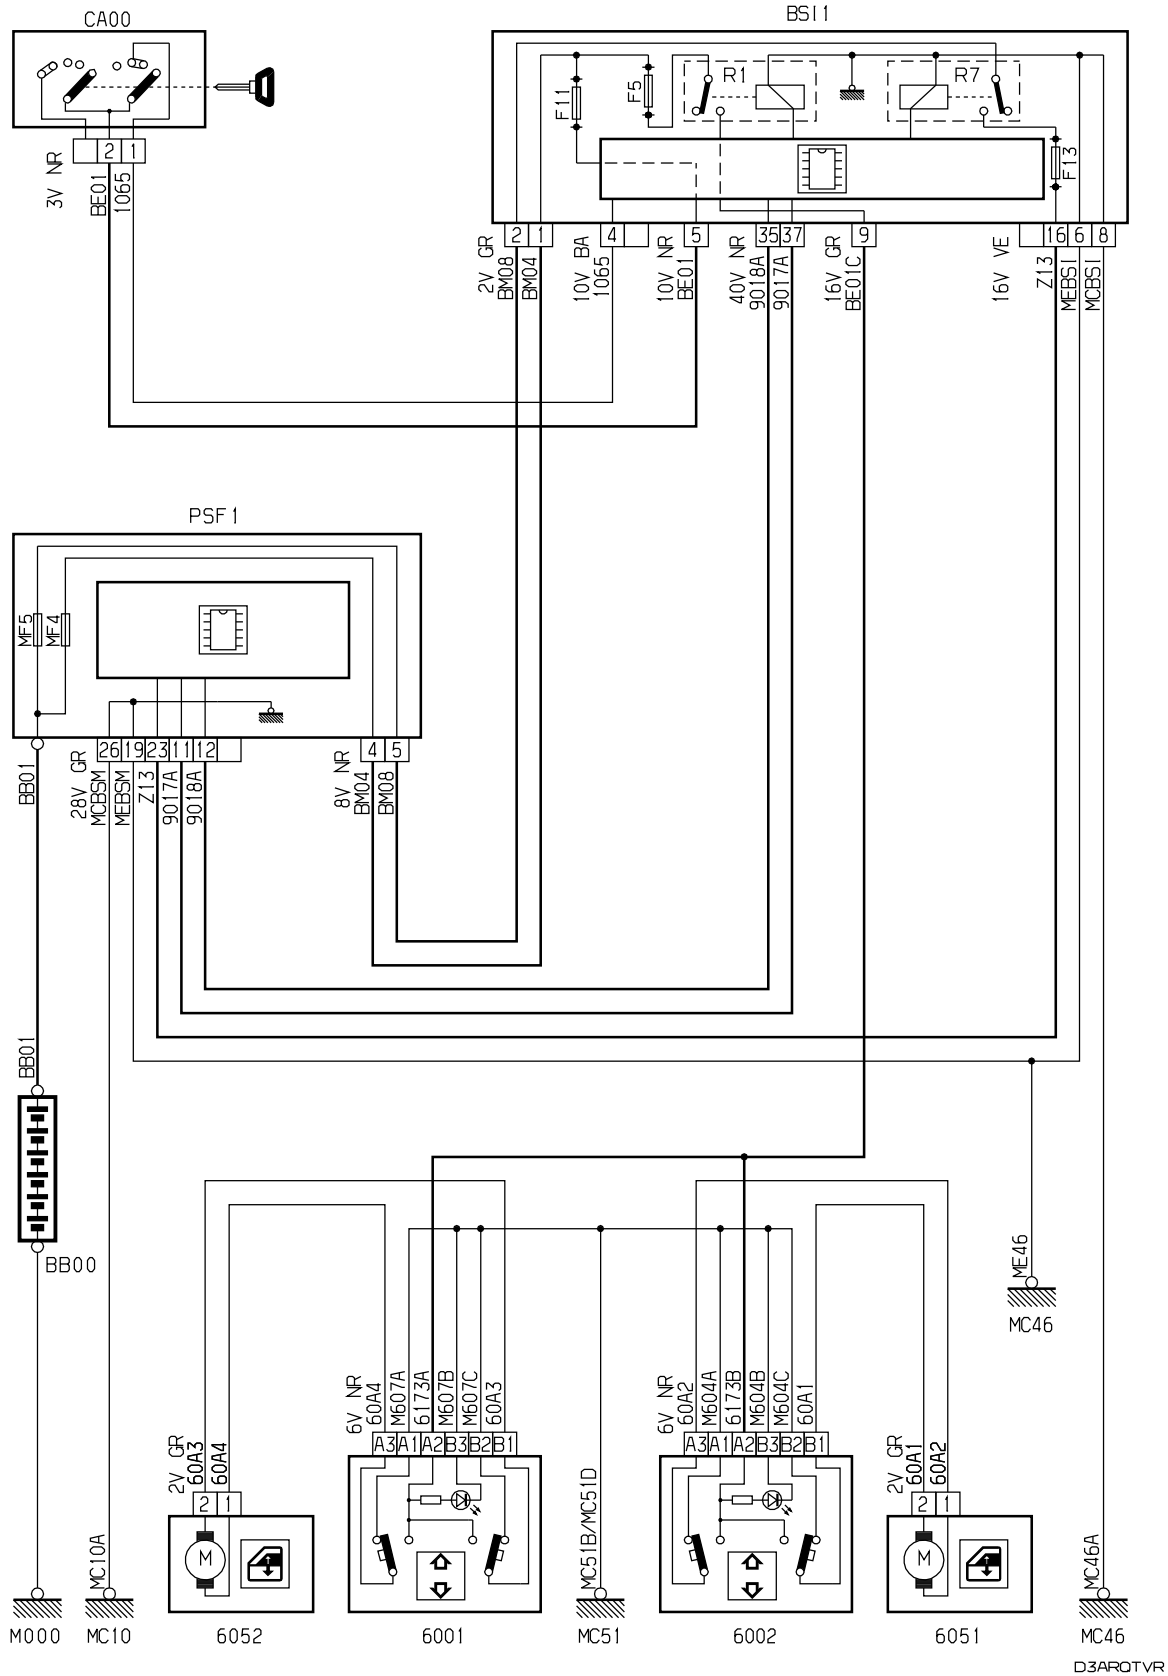 CA00
BSI1
R1
R7
F11
F5
F13
2
1
3V NR
BE01
1065
2
1
4
5
35
37
9
16
6
8
2V GR
BM08
BM04
10V BA
1065
10V NR
BE01
40V NR
9018A
9017A
16V GR
BE01C
16V VE
Z13
MEBSI
MCBSI
PSF1
MF5
MF4
26
19
23
11
12
4
5
BB01
28V GR
MCBSM
MEBSM
Z13
9017A
9018A
8V NR
BM04
BM08
BB01
BB00
ME46
MC46
6V NR
60A4
M607A
6173A
M607B
M607C
60A3
6V NR
60A2
M604A
6173B
M604B
M604C
60A1
A3
A1
A2
B3
B2
B1
A3
A1
A2
B3
B2
B1
2V GR
60A3
60A4
2V GR
60A1
60A2
2
1
2
1
M
M
MC10A
MC51B/MC51D
MC46A
M000
MC10
6052
6001
MC51
6002
6051
MC46
D3ARQTVR